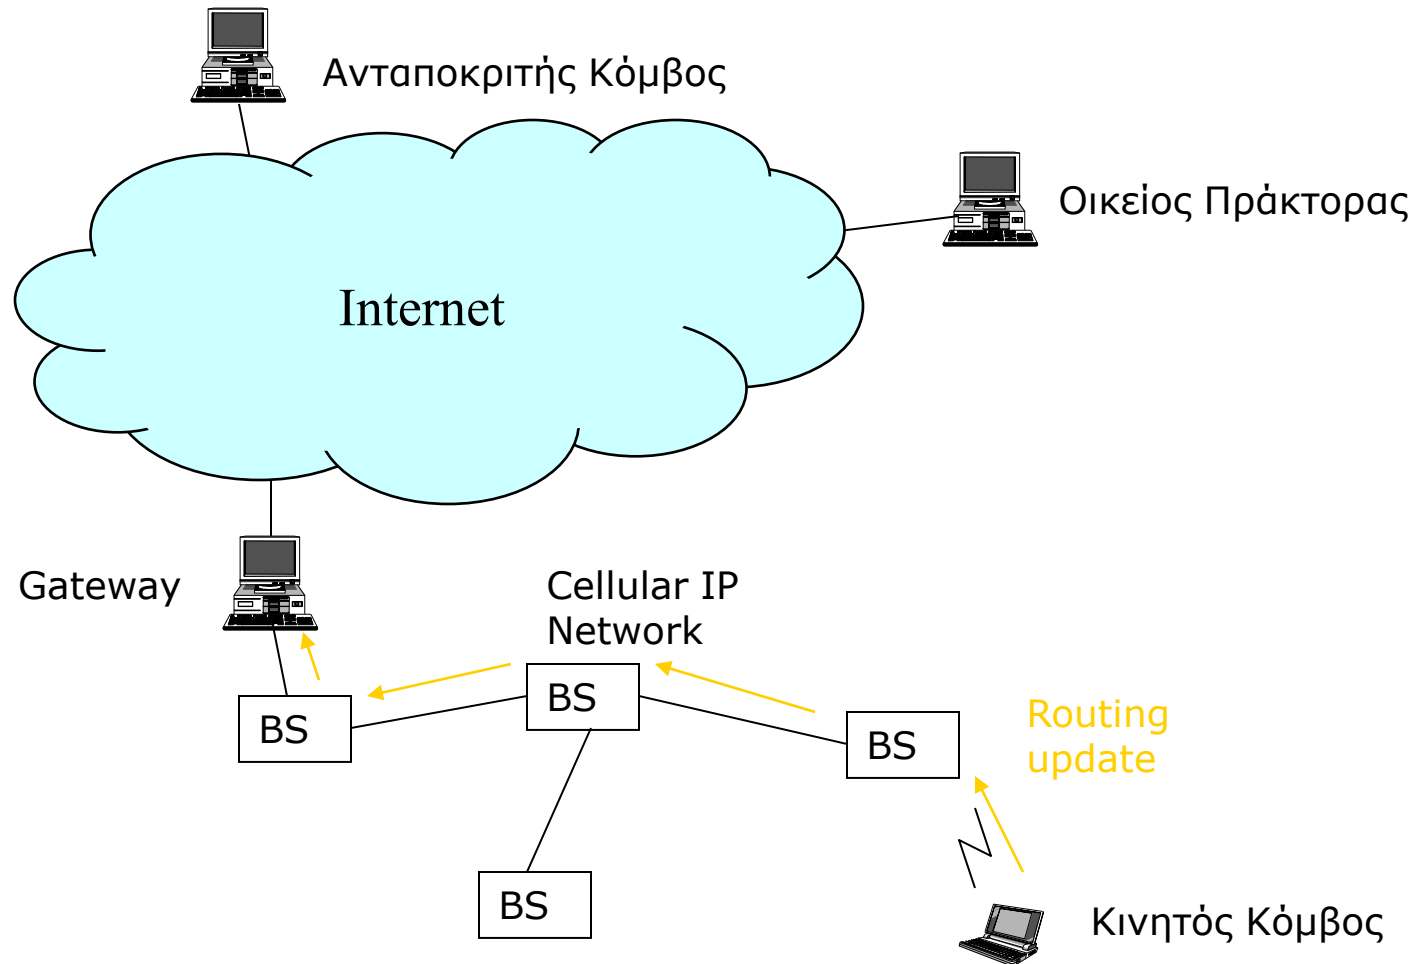 Ανταποκριτής Κόμβος
Οικείος Πράκτορας
Internet
Gateway
Cellular IP
Network
BS
BS
BS
Routing
update
BS
Κινητός Κόμβος